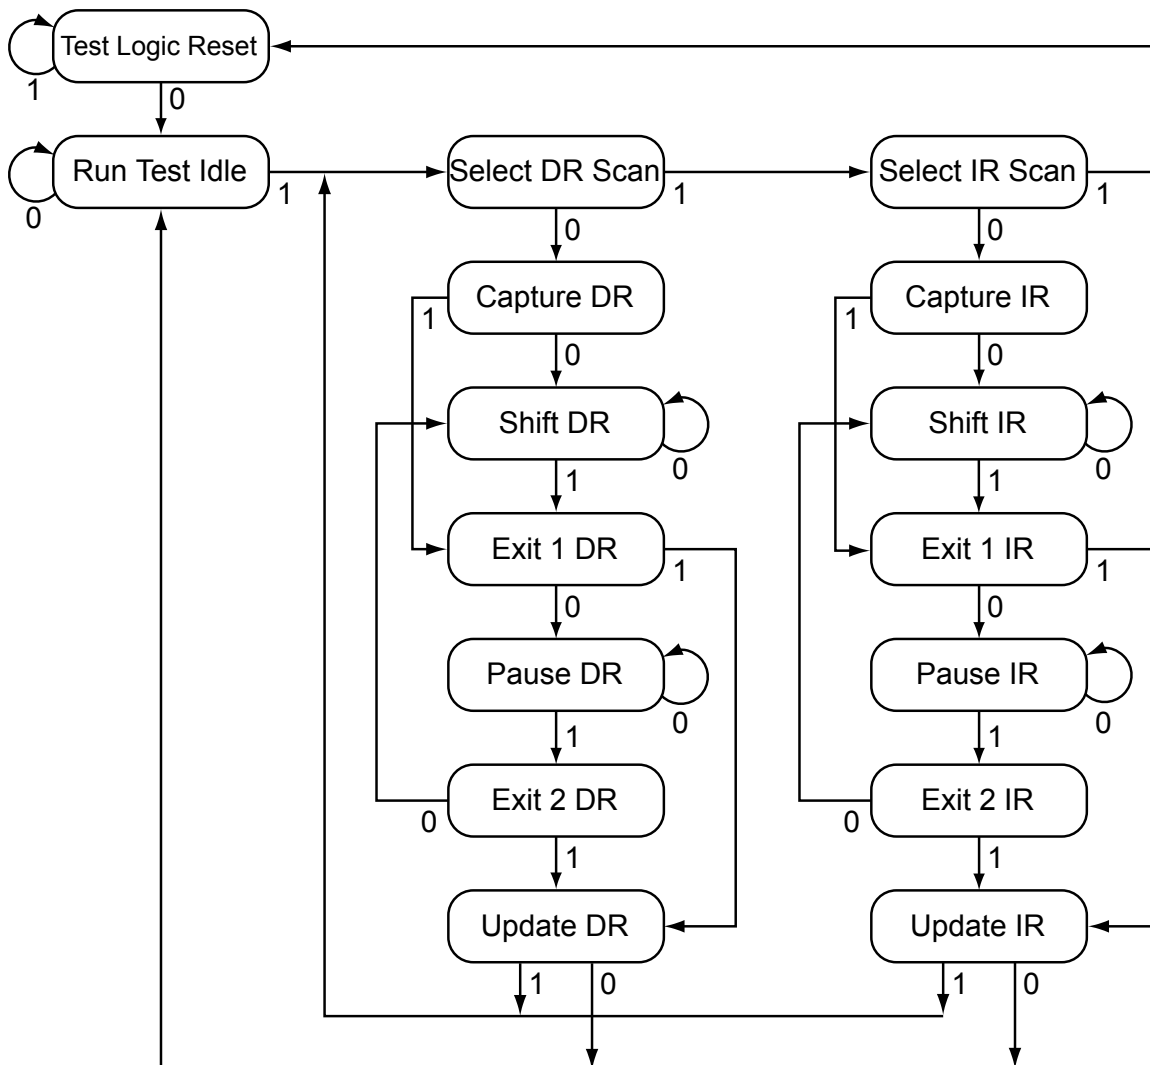 Test Logic Reset
1
0
Run Test Idle
0
1
Select DR Scan
1
0
Select IR Scan
1
0
Capture DR
1
0
Capture IR
1
0
Shift DR
0
1
Shift IR
0
1
Exit 1 DR
1
0
Exit 1 IR
1
0
Pause DR
0
1
Pause IR
0
1
Exit 2 DR
0
1
Exit 2 IR
0
1
Update DR
1
0
Update IR
1
0